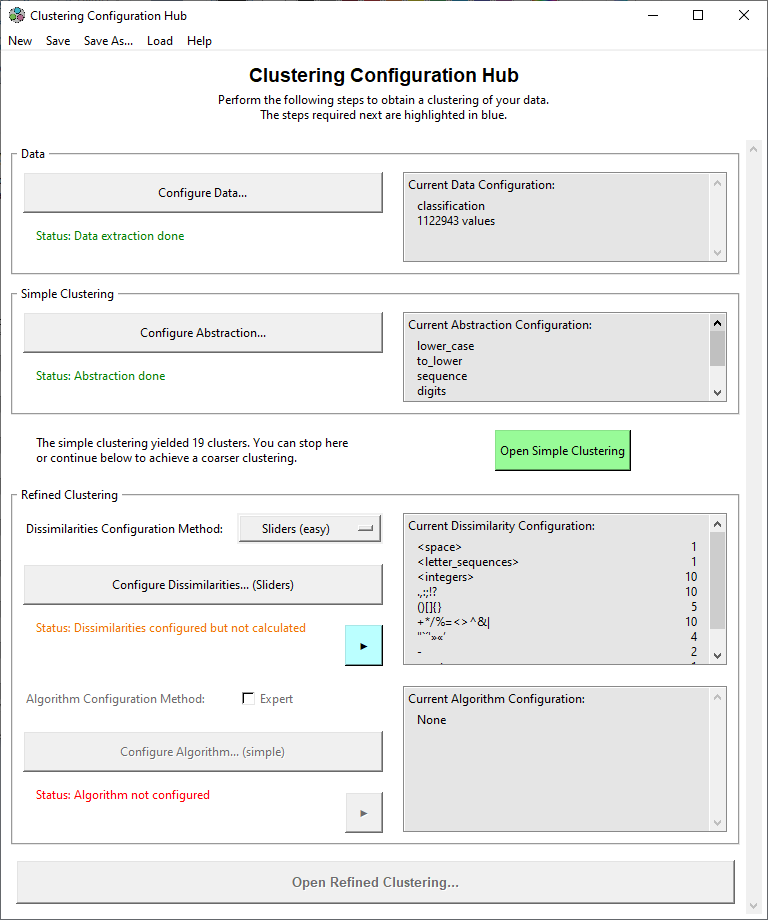 Clustering Configuration Hub
New Save Save As... Load Help
Clustering Configuration Hub
Perform the following steps to obtain a clustering of your data.
The steps required next are highlighted in blue.
Data
Configure Data...
Status: Data extraction done
Current Data Configuration:
classification
1122943 values
Simple Clustering
Configure Abstraction...
Status: Abstraction done
Current Abstraction Configuration:
lower_case
to_lower
sequence
digits
The simple clustering yielded 19 clusters. You can stop here
or continue below to achieve a coarser clustering.
Open Simple Clustering
Refined Clustering
Dissimilarities Configuration Method:
Sliders (easy)
Configure Dissimilarities... (Sliders)
Status: Dissimilarities configured but not calculated
Current Dissimilarity Configuration:
<space> 1
<letter_sequences> 1
<integers> 10
.,:;!? 10
()[]{} 5
+*/%=<>^&| 10
"`´'»«' 4
- 2
Algorithm Configuration Method:
Expert
Configure Algorithm... (simple)
Status: Algorithm not configured
Current Algorithm Configuration:
None
Open Refined Clustering...